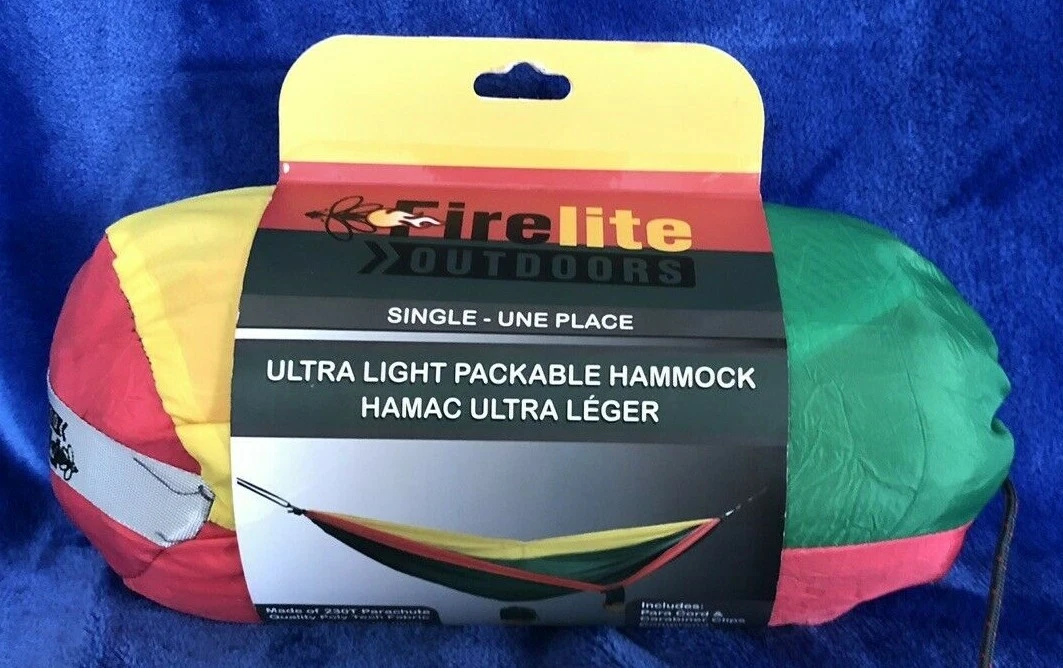 Firelite
OUTDOORS
SINGLE - UNE PLACE
ULTRA LIGHT PACKABLE HAMMOCK
HAMAC ULTRA LÉGER
Made of 230T Parachute
Quality Poly Tech Fabric
Includes:
Para Cord &
Carabiner Clips